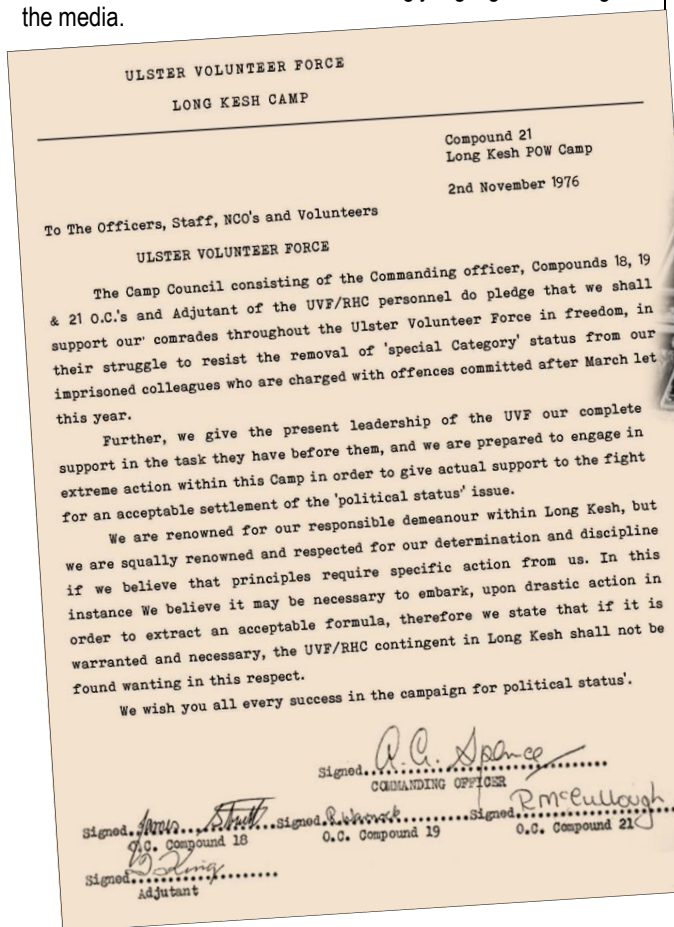 the media.
ULSTER VOLUNTEER FORCE
LONG KESH CAMP
Compound 21
Long Kesh POW Camp
2nd November 1976
To The Officers, Staff, NCO's and Volunteers
ULSTER VOLUNTEER FORCE
The Camp Council consisting of the Commanding officer, Compounds 18, 19
& 21 O.C.'s and Adjutant of the UVF/RHC personnel do pledge that we shall
support our' comrades throughout the Ulster Volunteer Force in freedom, in
their struggle to resist the removal of 'special Category' status from our
imprisoned colleagues who are charged with offences committed after March let
this year.
Further, we give the present leadership of the UVF our complete
support in the task they have before them, and we are prepared to engage in
extreme action within this Camp in order to give actual support to the fight
for an acceptable settlement of the 'political status' issue.
We are renowned for our responsible demeanour within Long Kesh, but
we are squally renowned and respected for our determination and discipline
if we believe that principles require specific action from us. In this
instance We believe it may be necessary to embark, upon drastic action in
order to extract an acceptable formula, therefore we state that if it is
warranted and necessary, the UVF/RHC contingent in Long Kesh shall not be
found wanting in this respect.
We wish you all every success in the campaign for political status'.
Signed...A. G. Spence...
COMMANDING OFFICER
Signed...James...Signed...Signed...R McCullough
O.C. Compound 18 O.C. Compound 19 O.C. Compound 21
Signed...King...
Adjutant